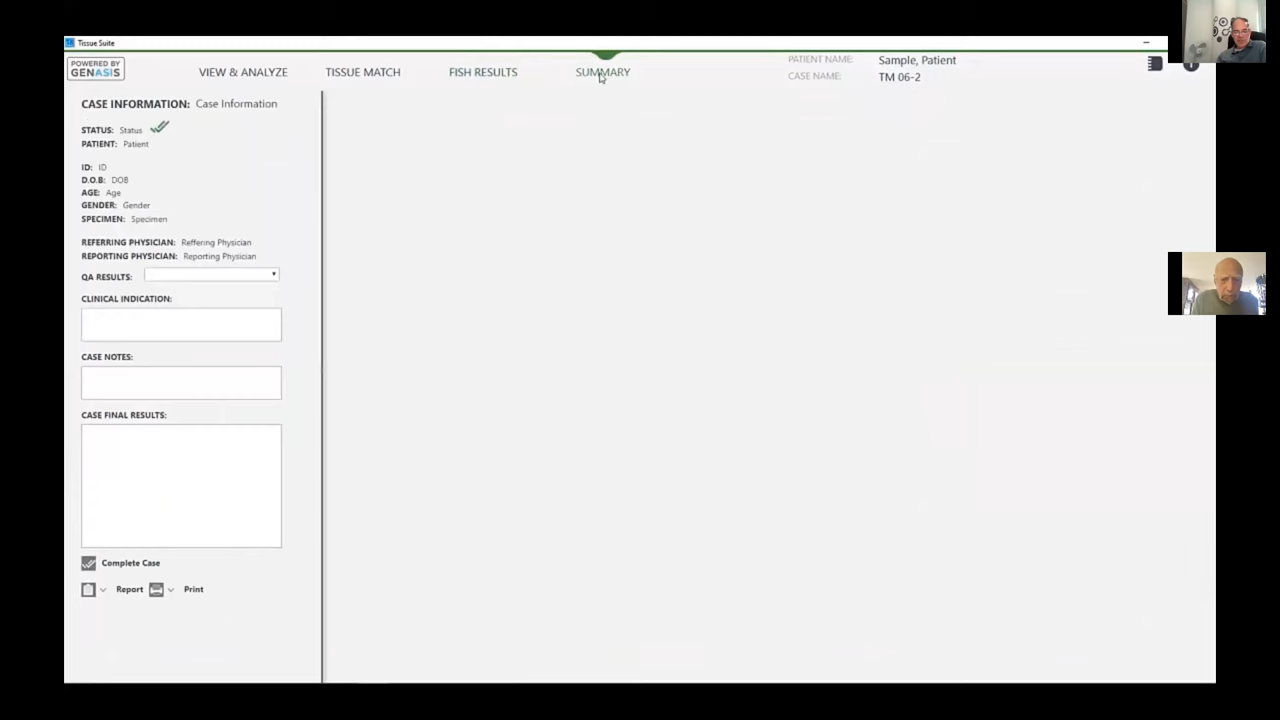 Tissue Suite
POWERED BY
GENASIS
VIEW & ANALYZE
TISSUE MATCH
FISH RESULTS
SUMMARY
PATIENT NAME: Sample, Patient
CASE NAME: TM 06-2
CASE INFORMATION: Case Information
STATUS: Status
PATIENT: Patient
ID: ID
D.O.B: DOB
AGE: Age
GENDER: Gender
SPECIMEN: Specimen
REFERRING PHYSICIAN: Reffering Physician
REPORTING PHYSICIAN: Reporting Physician
QA RESULTS:
CLINICAL INDICATION:
CASE NOTES:
CASE FINAL RESULTS:
Complete Case
Report Print